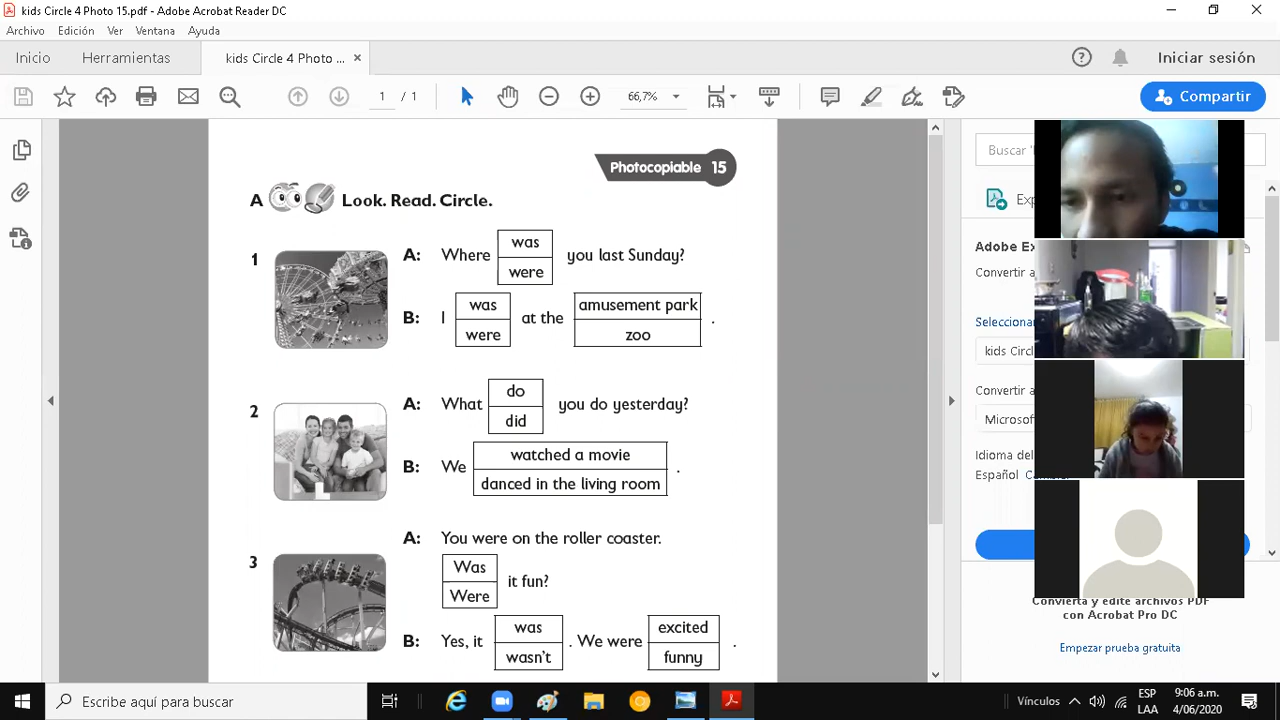 kids Circle 4 Photo 15.pdf - Adobe Acrobat Reader DC
Archivo Edición Ver Ventana Ayuda
Inicio Herramientas kids Circle 4 Photo ... × Iniciar sesión
1 / 1 66,7% Compartir
Photocopiable 15
A Look. Read. Circle.
1
A: Where was / were you last Sunday?
B: I was / were at the amusement park / zoo .
2
A: What do / did you do yesterday?
B: We watched a movie / danced in the living room .
3
A: You were on the roller coaster.
Was / Were it fun?
B: Yes, it was / wasn't . We were excited / funny .
Buscar
Exp
Adobe Ex
Convertir a
Seleccionar
kids Circl
Convertir a
Microsof
Idioma del
Español
Convierta y edite archivos PDF
con Acrobat Pro DC
Empezar prueba gratuita
Escribe aquí para buscar
Vínculos
ESP
LAA
9:06 a.m.
4/06/2020